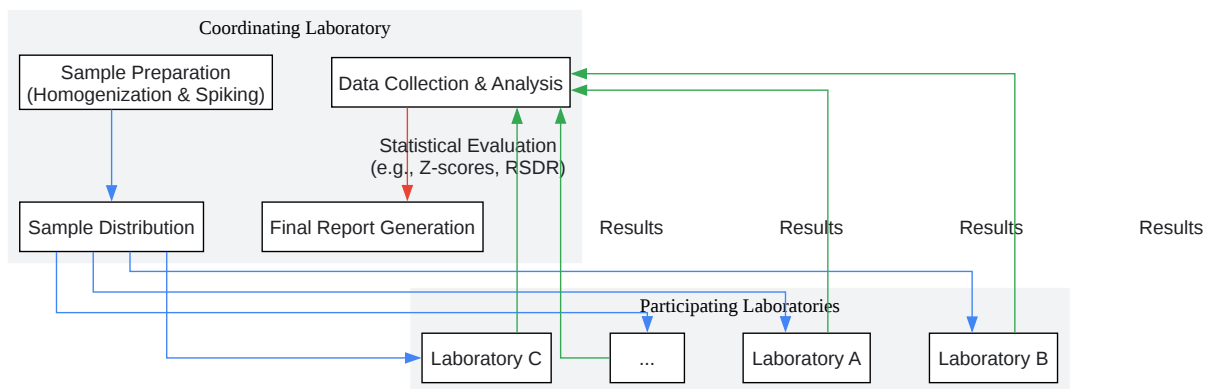 Coordinating Laboratory
Sample Preparation
(Homogenization & Spiking)
Data Collection & Analysis
Statistical Evaluation
(e.g., Z-scores, RSDR)
Sample Distribution
Final Report Generation
Results
Results
Results
Results
Participating Laboratories
Laboratory C
...
Laboratory A
Laboratory B